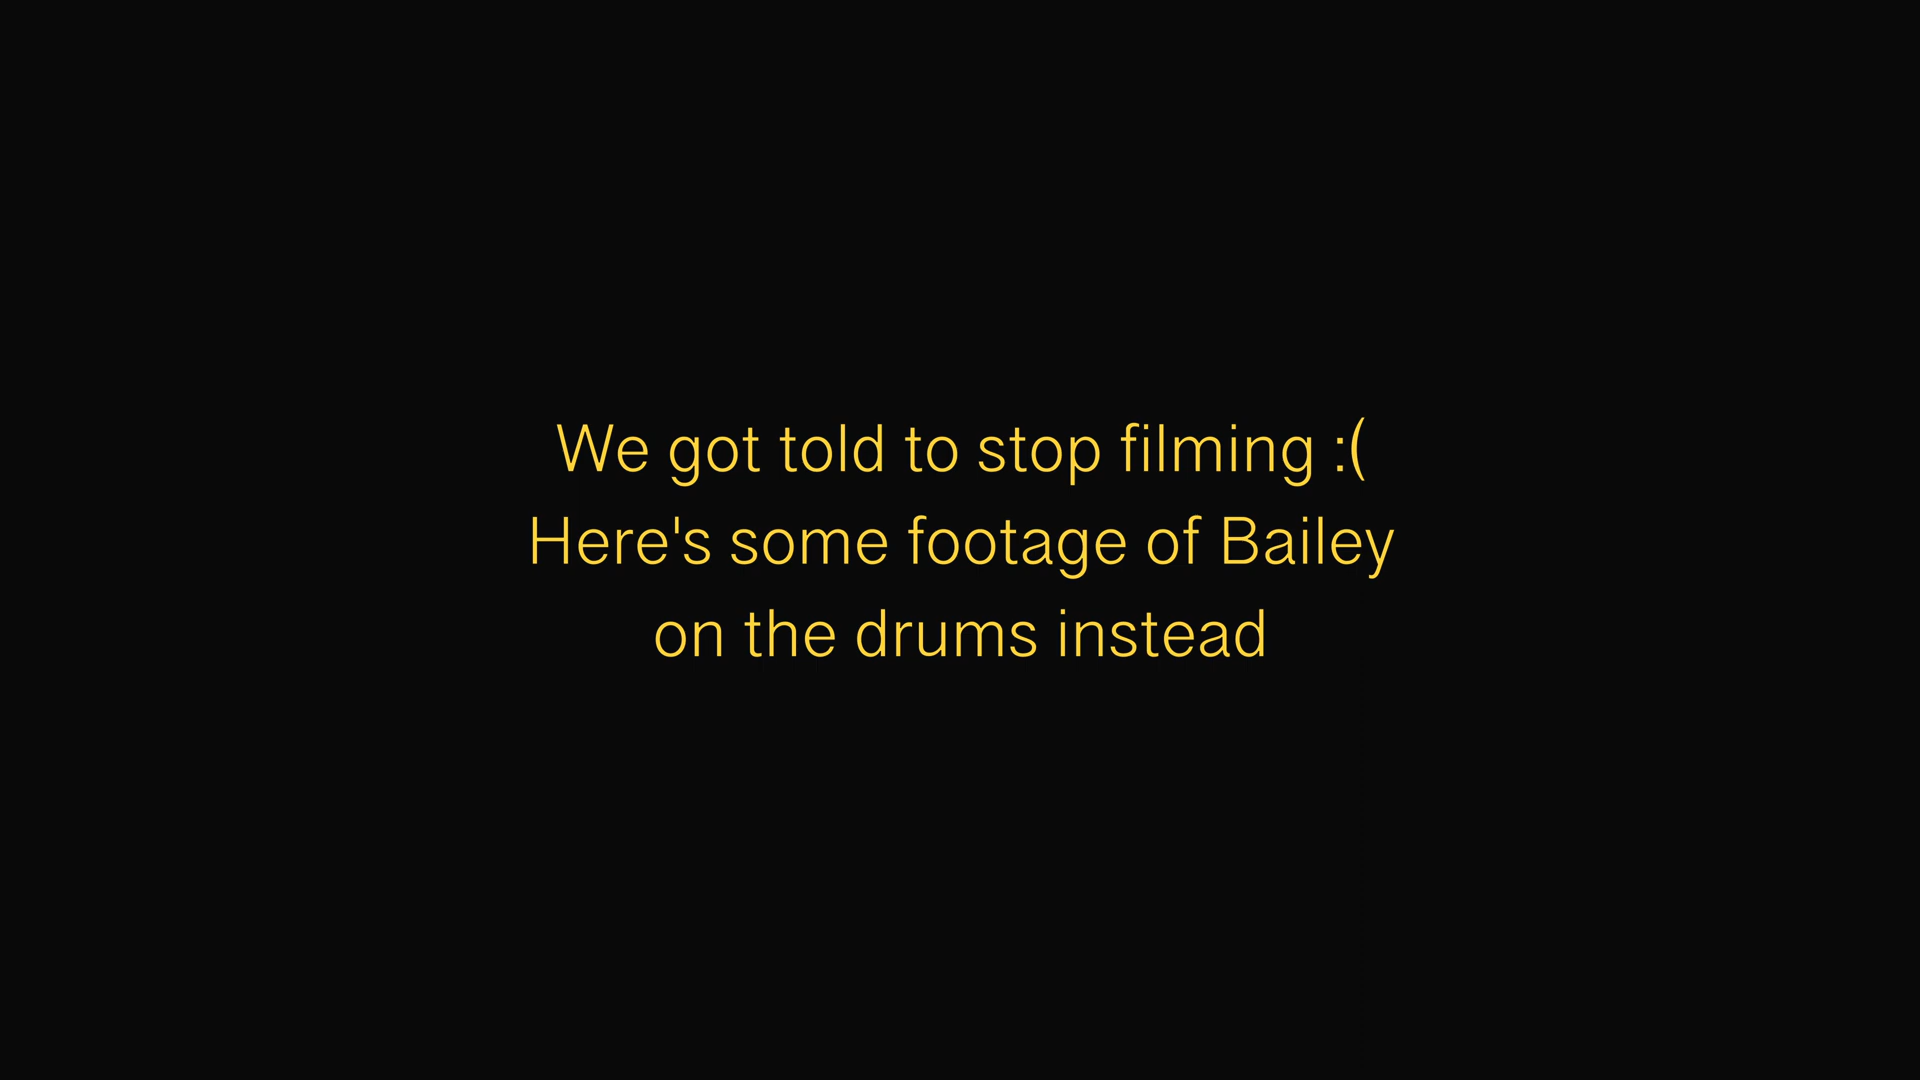 We got told to stop filming :(
Here's some footage of Bailey
on the drums instead